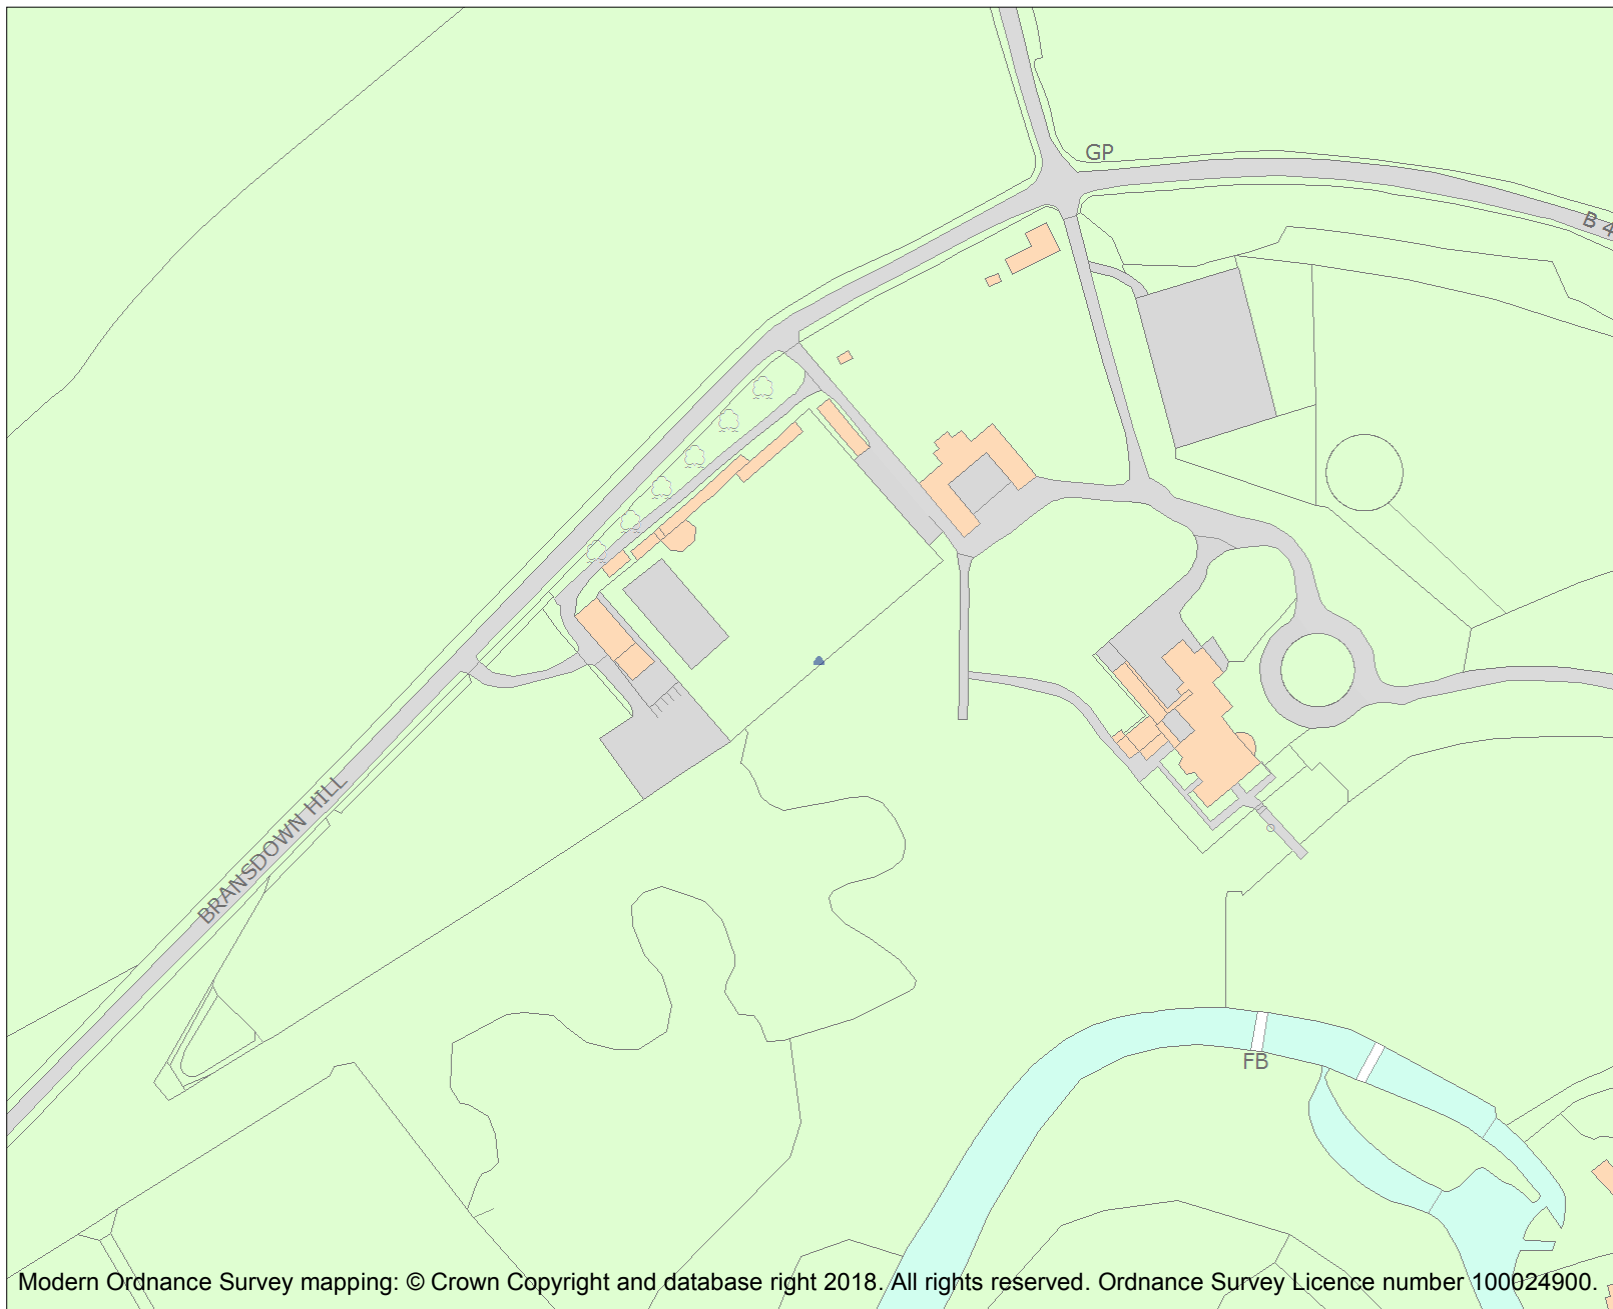 GP
B 4
BRANSDOWN HILL
FB
Modern Ordnance Survey mapping: © Crown Copyright and database right 2018. All rights reserved. Ordnance Survey Licence number 100024900.